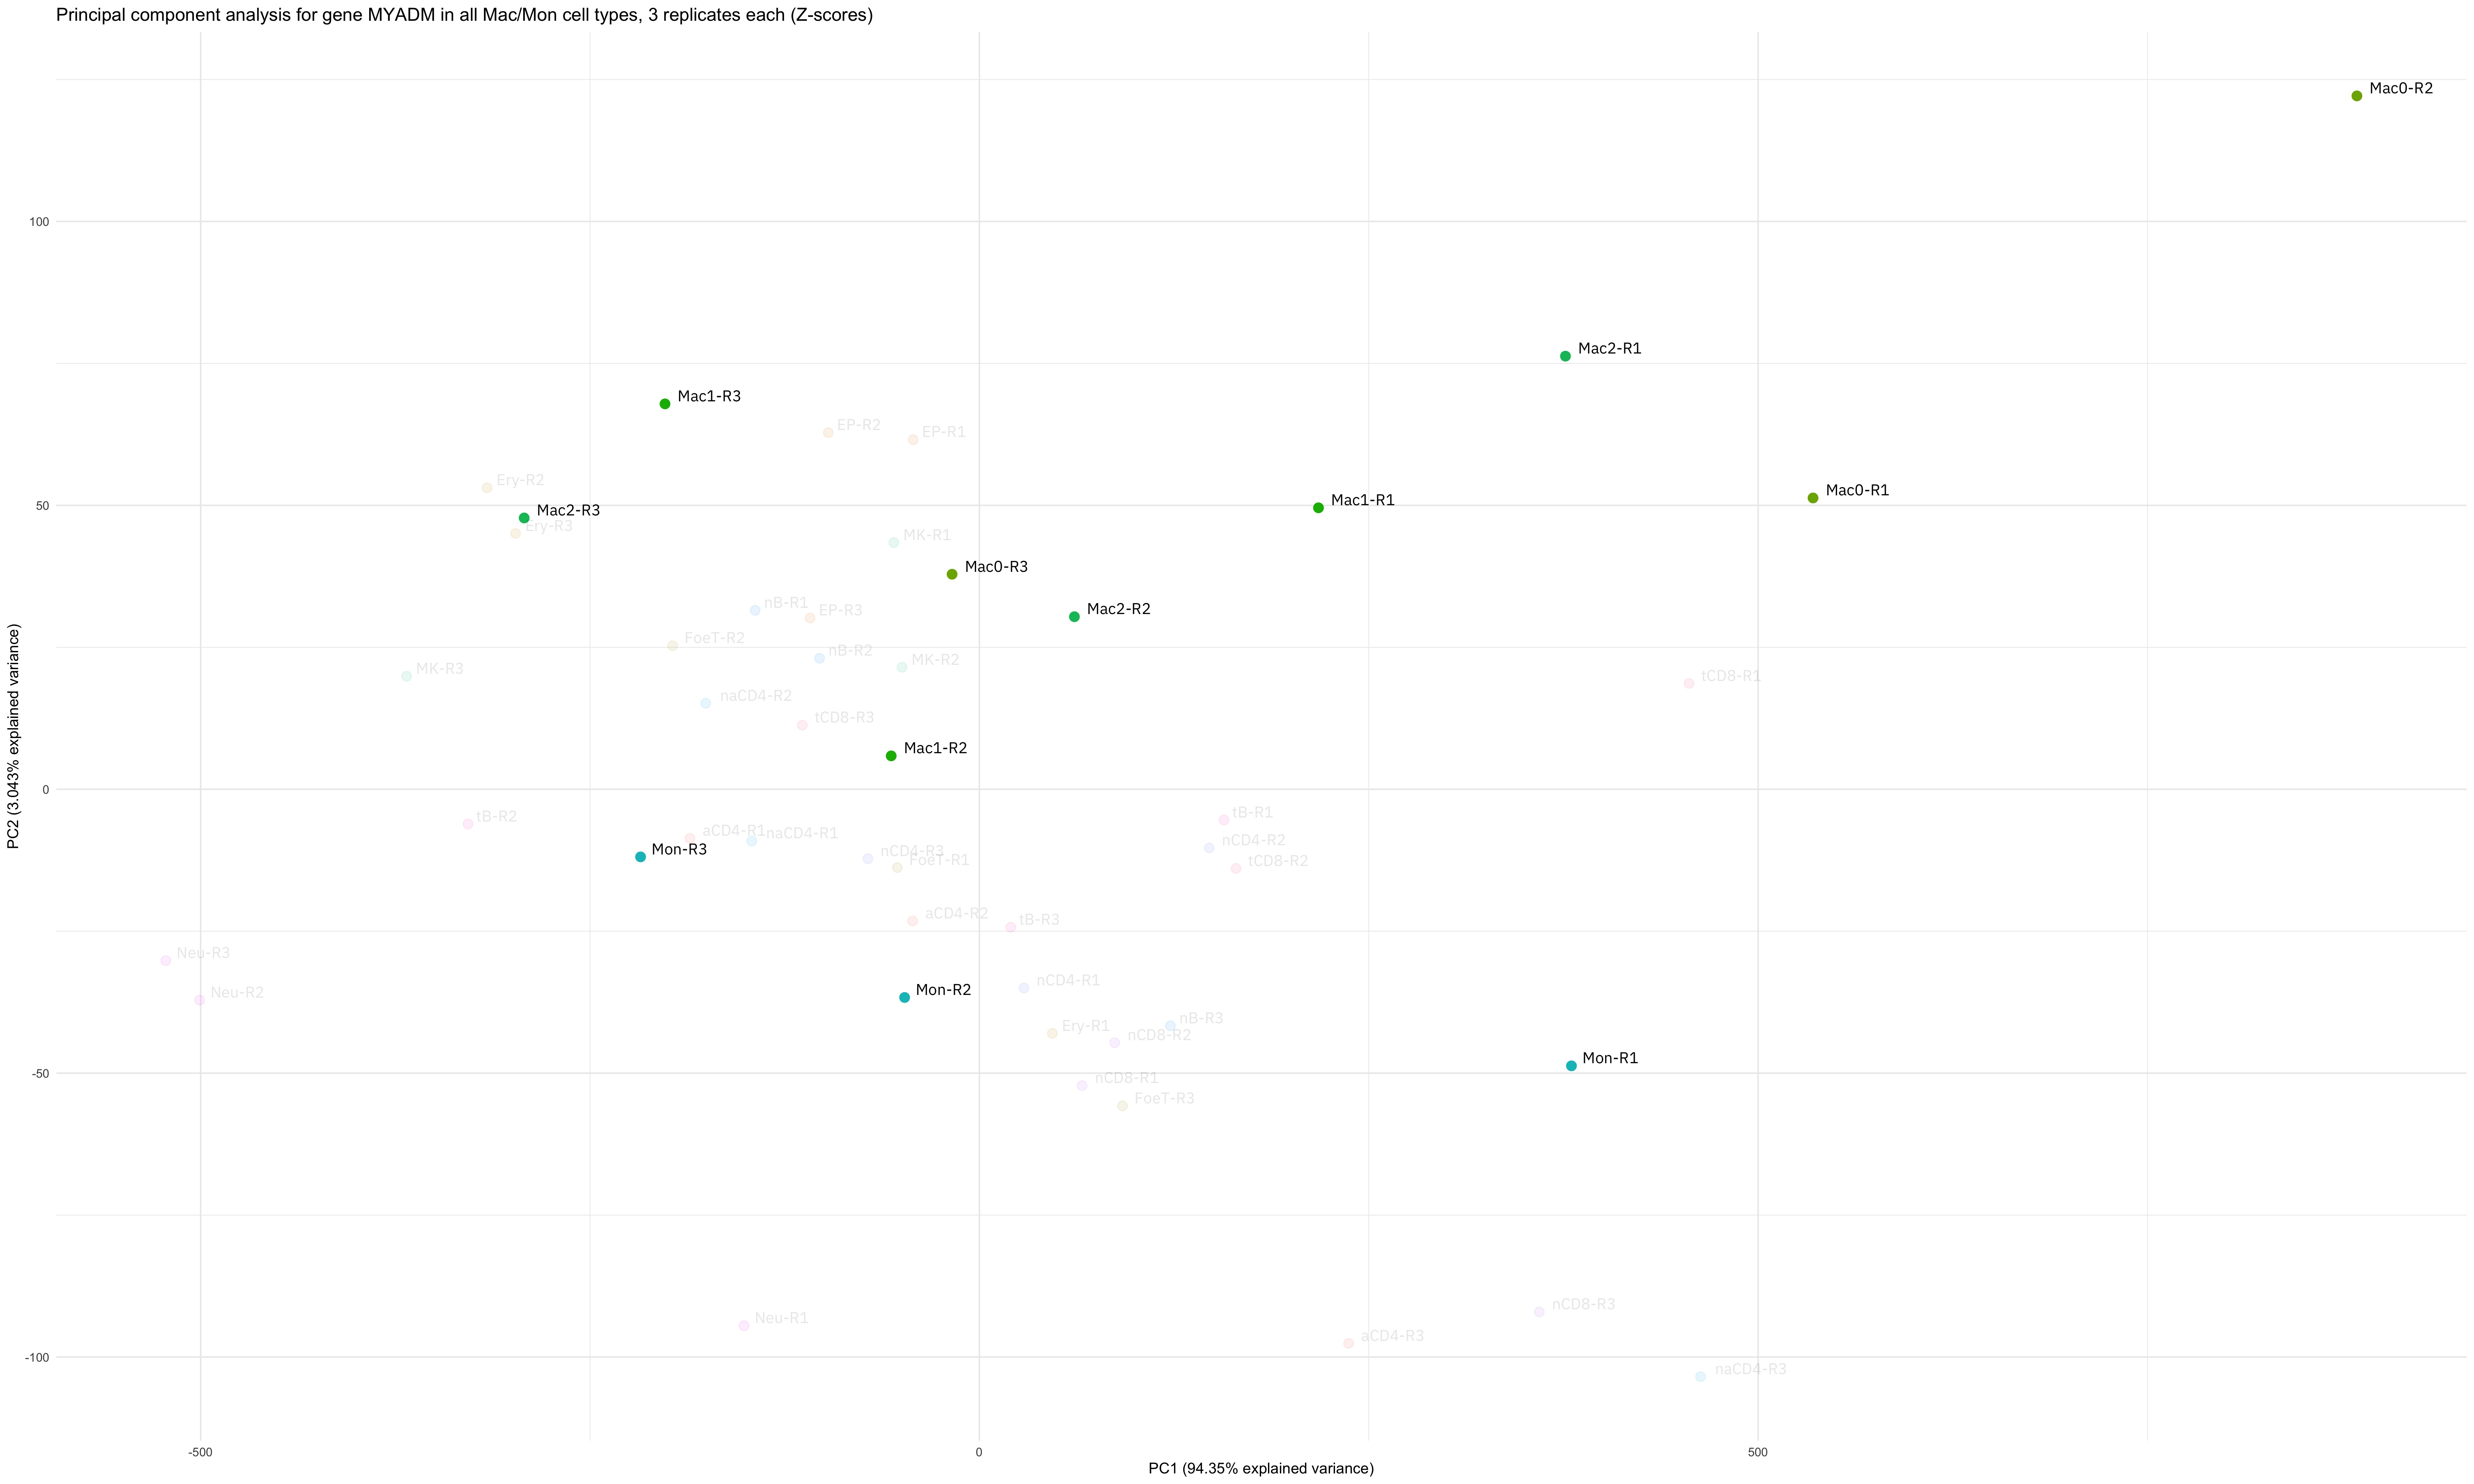 Principal component analysis for gene MYADM in all Mac/Mon cell types, 3 replicates each (Z-scores)
Mac0-R2
100
Mac2-R1
Mac1-R3
EP-R2
EP-R1
Ery-R2
Mac0-R1
50
Mac1-R1
Mac2-R3
Ery-R3
MK-R1
Mac0-R3
nB-R1
EP-R3
Mac2-R2
FoeT-R2
nB-R2
MK-R2
MK-R3
tCD8-R1
naCD4-R2
tCD8-R3
Mac1-R2
0
PC2 (3.043% explained variance)
tB-R2
tB-R1
aCD4-R1
naCD4-R1
nCD4-R2
Mon-R3
nCD4-R3
FoeT-R1
tCD8-R2
aCD4-R2
tB-R3
Neu-R3
nCD4-R1
Neu-R2
Mon-R2
nB-R3
Ery-R1
nCD8-R2
Mon-R1
-50
nCD8-R1
FoeT-R3
nCD8-R3
Neu-R1
aCD4-R3
-100
naCD4-R3
-500
0
500
PC1 (94.35% explained variance)